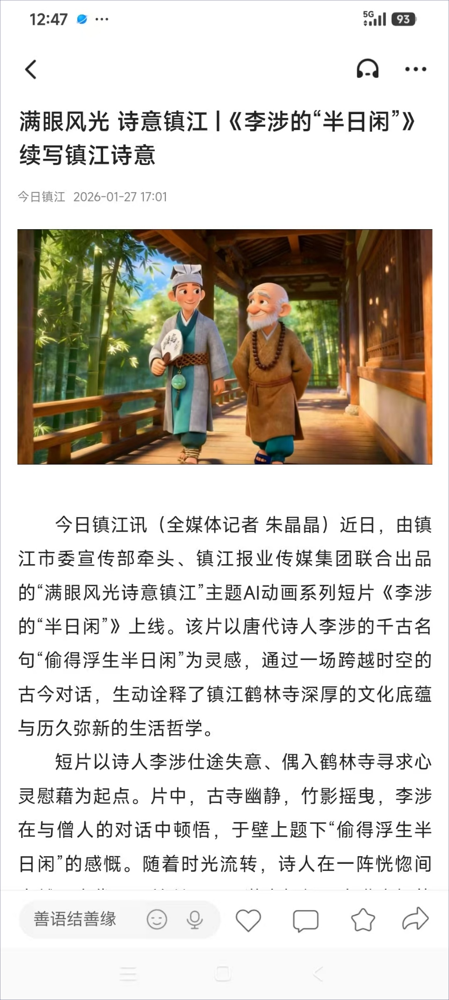 12:47
5G
93
满眼风光 诗意镇江 |《李涉的“半日闲”》
续写镇江诗意
今日镇江 2026-01-27 17:01
今日镇江讯（全媒体记者 朱晶晶）近日，由镇
江市委宣传部牵头、镇江报业传媒集团联合出品
的“满眼风光诗意镇江”主题AI动画系列短片《李涉
的“半日闲”》上线。该片以唐代诗人李涉的千古名
句“偷得浮生半日闲”为灵感，通过一场跨越时空的
古今对话，生动诠释了镇江鹤林寺深厚的文化底蕴
与历久弥新的生活哲学。
短片以诗人李涉仕途失意、偶入鹤林寺寻求心
灵慰藉为起点。片中，古寺幽静，竹影摇曳，李涉
在与僧人的对话中顿悟，于壁上题下“偷得浮生半
日闲”的感慨。随着时光流转，诗人在一阵恍惚间
善语结善缘